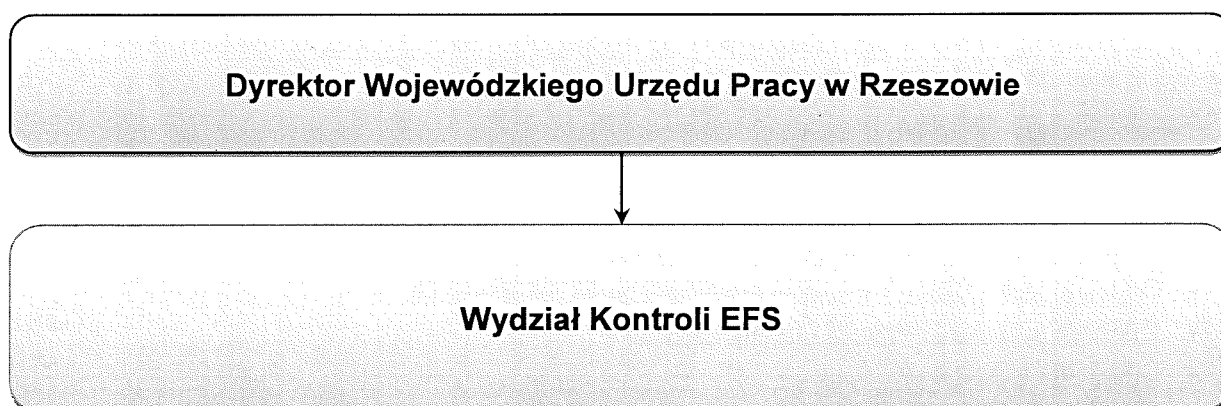 Dyrektor Wojewódzkiego Urzędu Pracy w Rzeszowie
Wydział Kontroli EFS